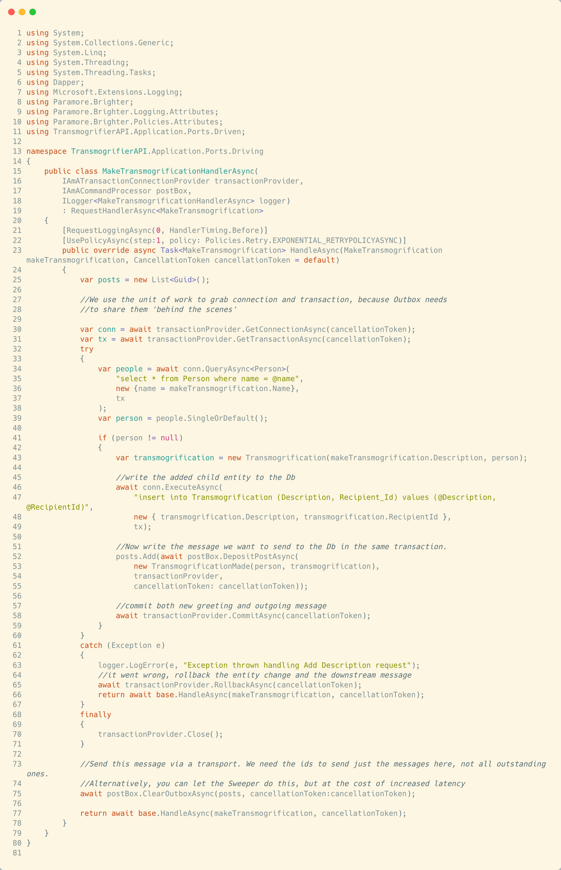 1 using System;
2 using System.Collections.Generic;
3 using System.Linq;
4 using System.Threading;
5 using System.Threading.Tasks;
6 using Dapper;
7 using Microsoft.Extensions.Logging;
8 using Paramore.Brighter;
9 using Paramore.Brighter.Logging.Attributes;
10 using Paramore.Brighter.Policies.Attributes;
11 using TransmogrifierAPI.Application.Ports.Driven;
12
13 namespace TransmogrifierAPI.Application.Ports.Driving
14 {
15     public class MakeTransmogrificationHandlerAsync(
16         IAmATransactionConnectionProvider transactionProvider,
17         IAmACommandProcessor postBox,
18         ILogger<MakeTransmogrificationHandlerAsync> logger)
19         : RequestHandlerAsync<MakeTransmogrification>
20     {
21         [RequestLoggingAsync(0, HandlerTiming.Before)]
22         [UsePolicyAsync(step:1, policy: Policies.Retry.EXPONENTIAL_RETRYPOLICYASYNC)]
23         public override async Task<MakeTransmogrification> HandleAsync(MakeTransmogrification
makeTransmogrification, CancellationToken cancellationToken = default)
24         {
25             var posts = new List<Guid>();
26
27             //We use the unit of work to grab connection and transaction, because Outbox needs
28             //to share them 'behind the scenes'
29
30             var conn = await transactionProvider.GetConnectionAsync(cancellationToken);
31             var tx = await transactionProvider.GetTransactionAsync(cancellationToken);
32             try
33             {
34                 var people = await conn.QueryAsync<Person>(
35                     "select * from Person where name = @name",
36                     new {name = makeTransmogrification.Name},
37                     tx
38                 );
39                 var person = people.SingleOrDefault();
40
41                 if (person != null)
42                 {
43                     var transmogrification = new Transmogrification(makeTransmogrification.Description, person);
44
45                     //write the added child entity to the Db
46                     await conn.ExecuteAsync(
47                         "insert into Transmogrification (Description, Recipient_Id) values (@Description,
@RecipientId)",
48                         new { transmogrification.Description, transmogrification.RecipientId },
49                         tx);
50
51                     //Now write the message we want to send to the Db in the same transaction.
52                     posts.Add(await postBox.DepositPostAsync(
53                         new TransmogrificationMade(person, transmogrification),
54                         transactionProvider,
55                         cancellationToken: cancellationToken));
56
57                     //commit both new greeting and outgoing message
58                     await transactionProvider.CommitAsync(cancellationToken);
59                 }
60             }
61             catch (Exception e)
62             {
63                 logger.LogError(e, "Exception thrown handling Add Description request");
64                 //it went wrong, rollback the entity change and the downstream message
65                 await transactionProvider.RollbackAsync(cancellationToken);
66                 return await base.HandleAsync(makeTransmogrification, cancellationToken);
67             }
68             finally
69             {
70                 transactionProvider.Close();
71             }
72
73             //Send this message via a transport. We need the ids to send just the messages here, not all outstanding
ones.
74             //Alternatively, you can let the Sweeper do this, but at the cost of increased latency
75             await postBox.ClearOutboxAsync(posts, cancellationToken:cancellationToken);
76
77             return await base.HandleAsync(makeTransmogrification, cancellationToken);
78         }
79     }
80 }
81